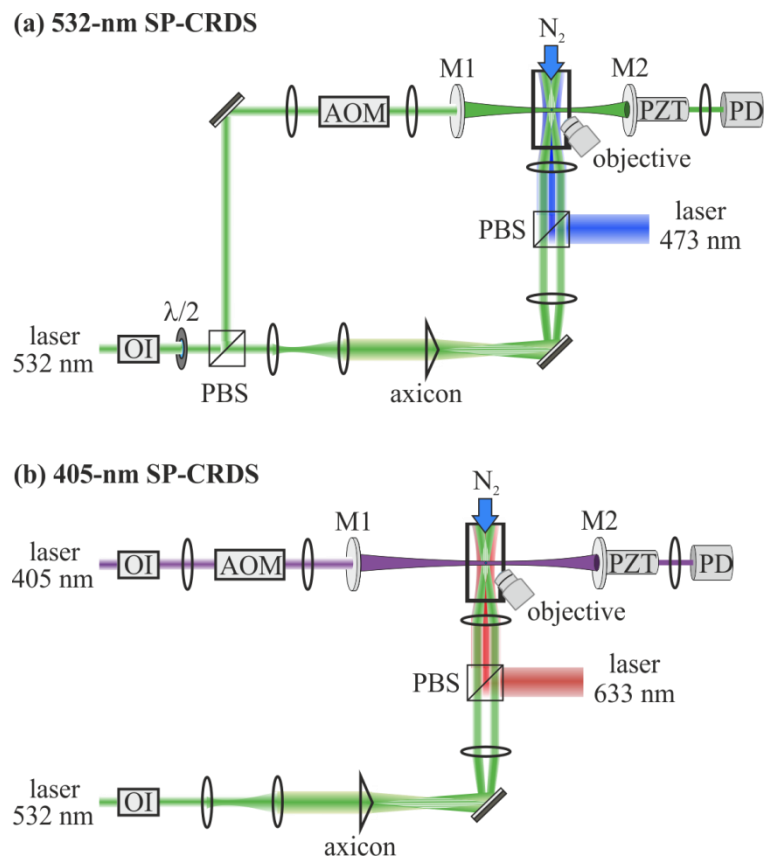 (a) 532-nm SP-CRDS
N₂
M1
M2
AOM
PZT
PD
objective
PBS
laser
473 nm
λ/2
laser
532 nm
OI
PBS
axicon
(b) 405-nm SP-CRDS
N₂
M1
M2
laser
405 nm
OI
AOM
PZT
PD
objective
PBS
laser
633 nm
laser
532 nm
OI
axicon